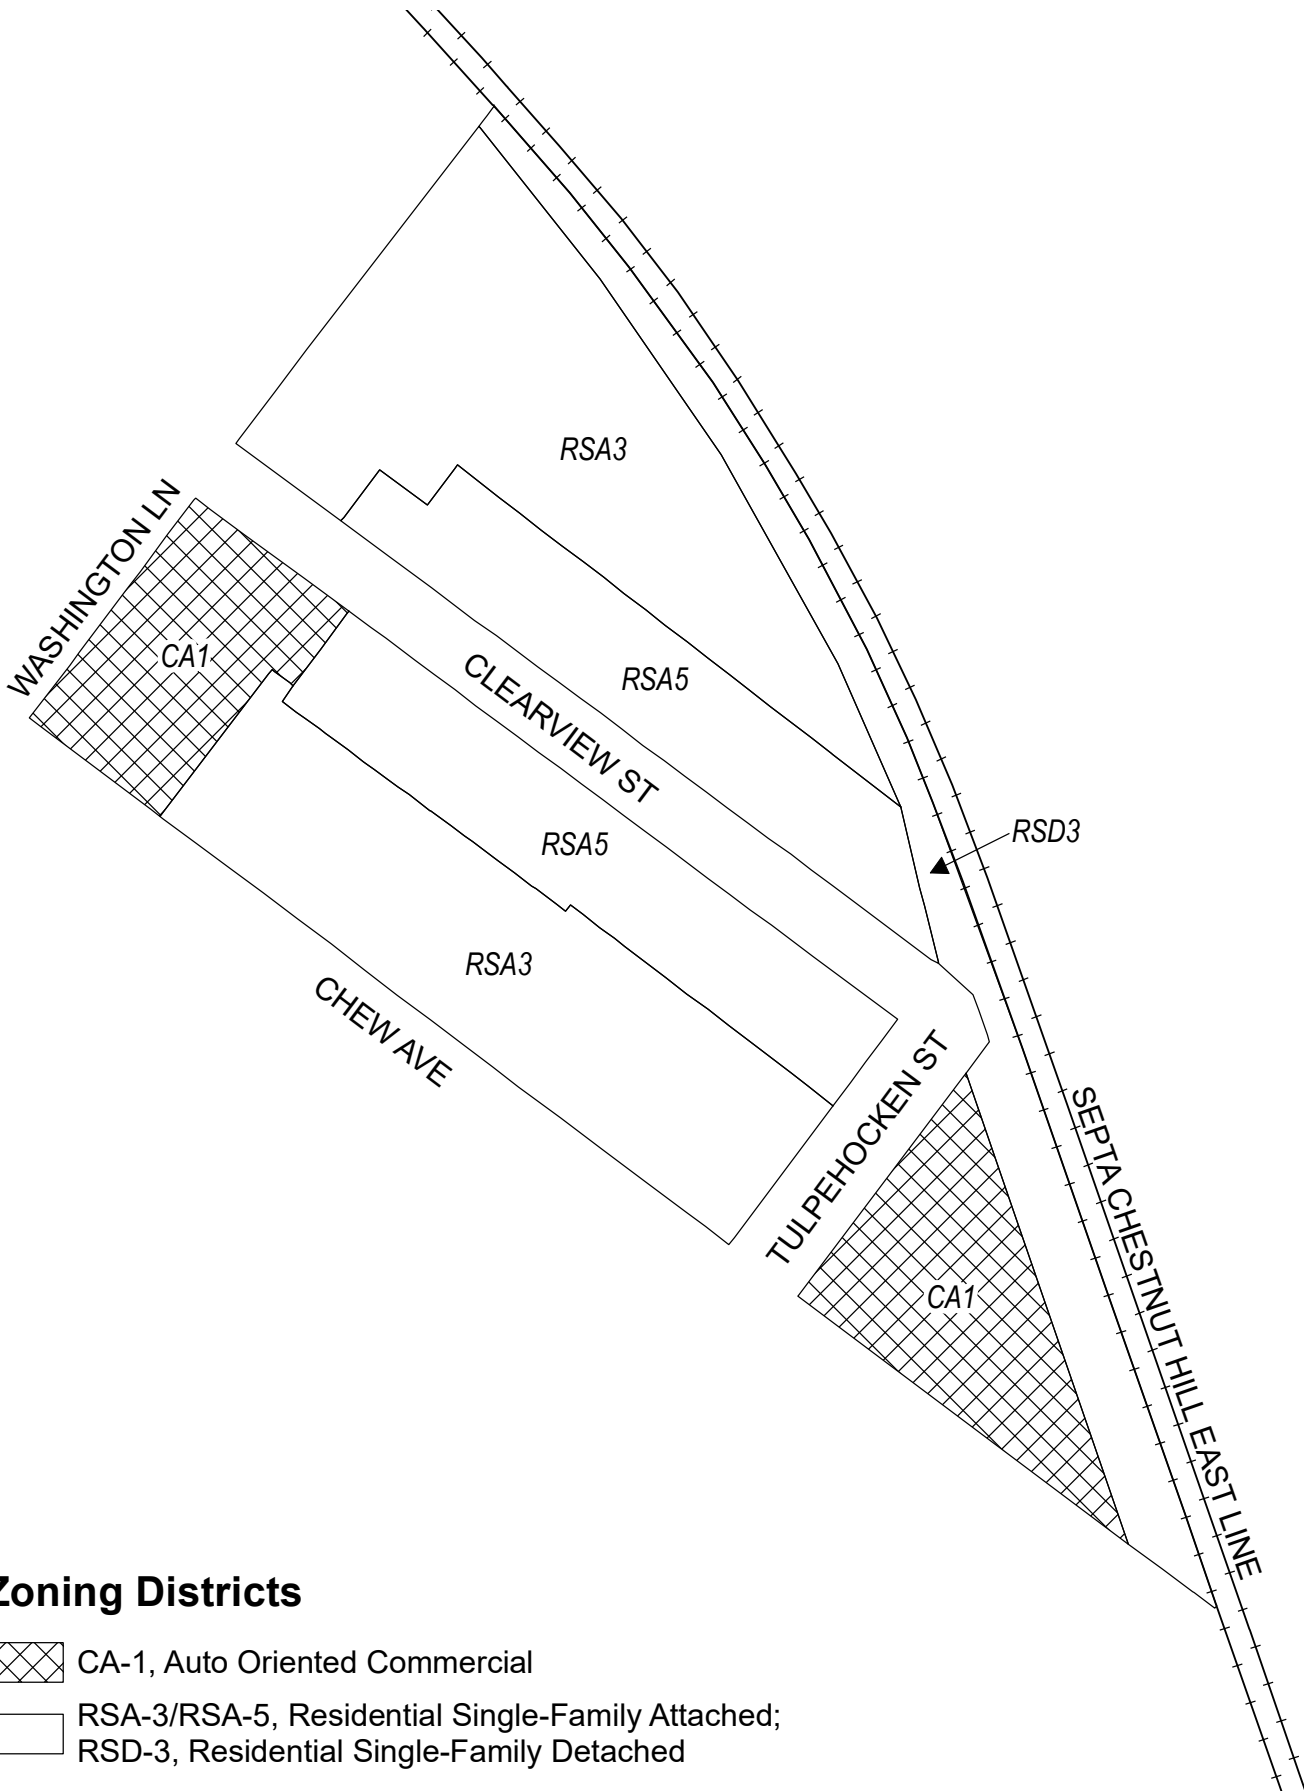 RSA3
WASHINGTON LN
CA1
CLEARVIEW ST
RSA5
RSD3
RSA5
RSA3
CHEW AVE
TULPEHOCKEN ST
SEPTA CHESTNUT HILL EAST LINE
CA1
Zoning Districts
CA-1, Auto Oriented Commercial
RSA-3/RSA-5, Residential Single-Family Attached;
RSD-3, Residential Single-Family Detached